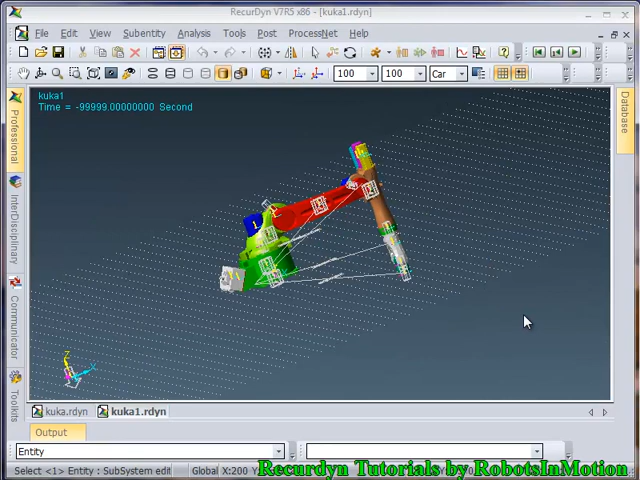 RecurDyn V7R5 x86 - [kuka1.rdyn]
File Edit View Subentity Analysis Tools Post ProcessNet Help
100 100 Car
kuka1
Time = -99999.00000000 Second
Professional
InterDisciplinary
Communicator
Toolkits
Database
Z
X
kuka.rdyn kuka1.rdyn
Output
Entity
Select <1> Entity : SubSystem edit Global X:200
Recurdyn Tutorials by RobotsInMotion